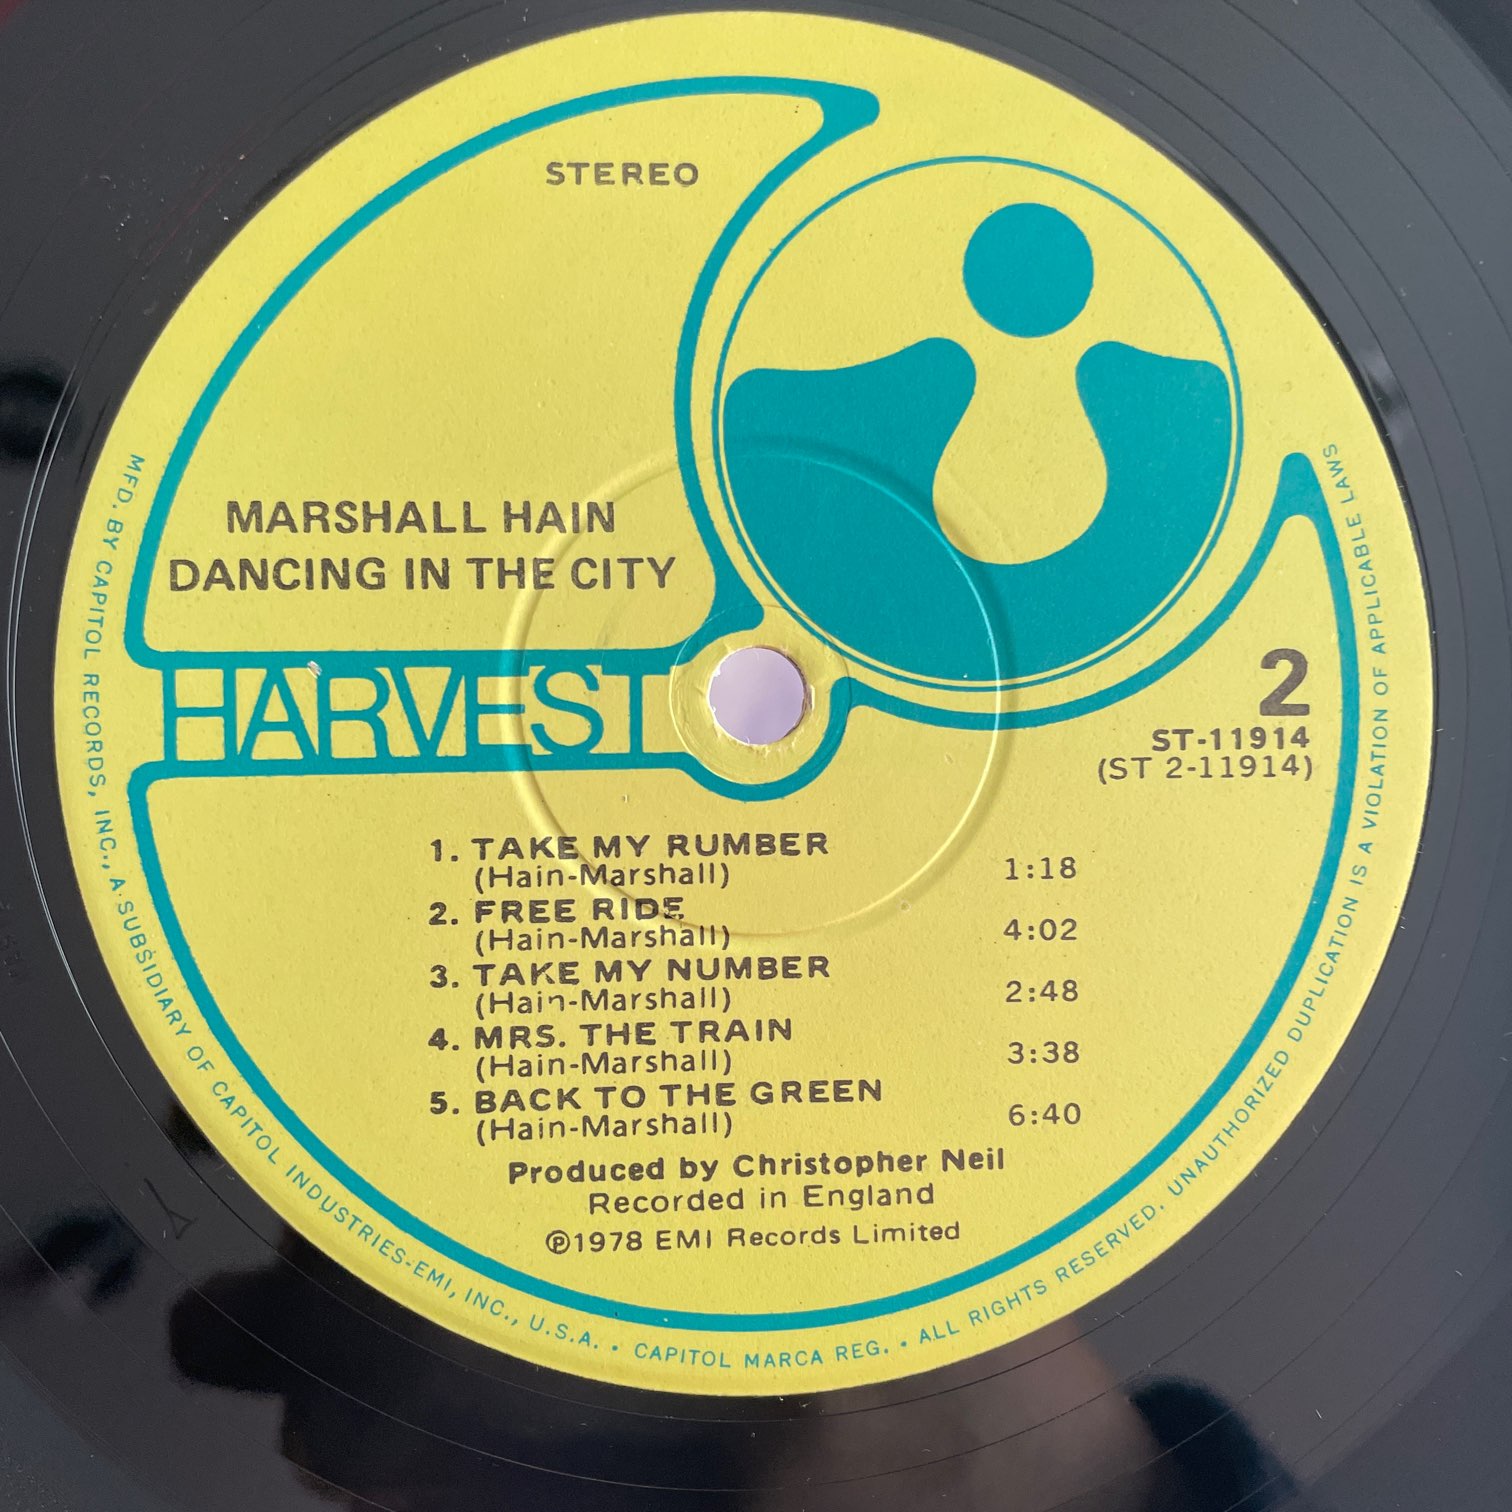 STEREO
MARSHALL HAIN
DANCING IN THE CITY
HARVEST
2
ST-11914
(ST 2-11914)
1. TAKE MY RUMBER
(Hain-Marshall) 1:18
2. FREE RIDE
(Hain-Marshall) 4:02
3. TAKE MY NUMBER
(Hain-Marshall) 2:48
4. MRS. THE TRAIN
(Hain-Marshall) 3:38
5. BACK TO THE GREEN
(Hain-Marshall) 6:40
Produced by Christopher Neil
Recorded in England
℗1978 EMI Records Limited
MFD. BY CAPITOL RECORDS, INC., A SUBSIDIARY OF CAPITOL INDUSTRIES-EMI, INC., U.S.A. • CAPITOL MARCA REG. • ALL RIGHTS RESERVED. UNAUTHORIZED DUPLICATION IS A VIOLATION OF APPLICABLE LAWS